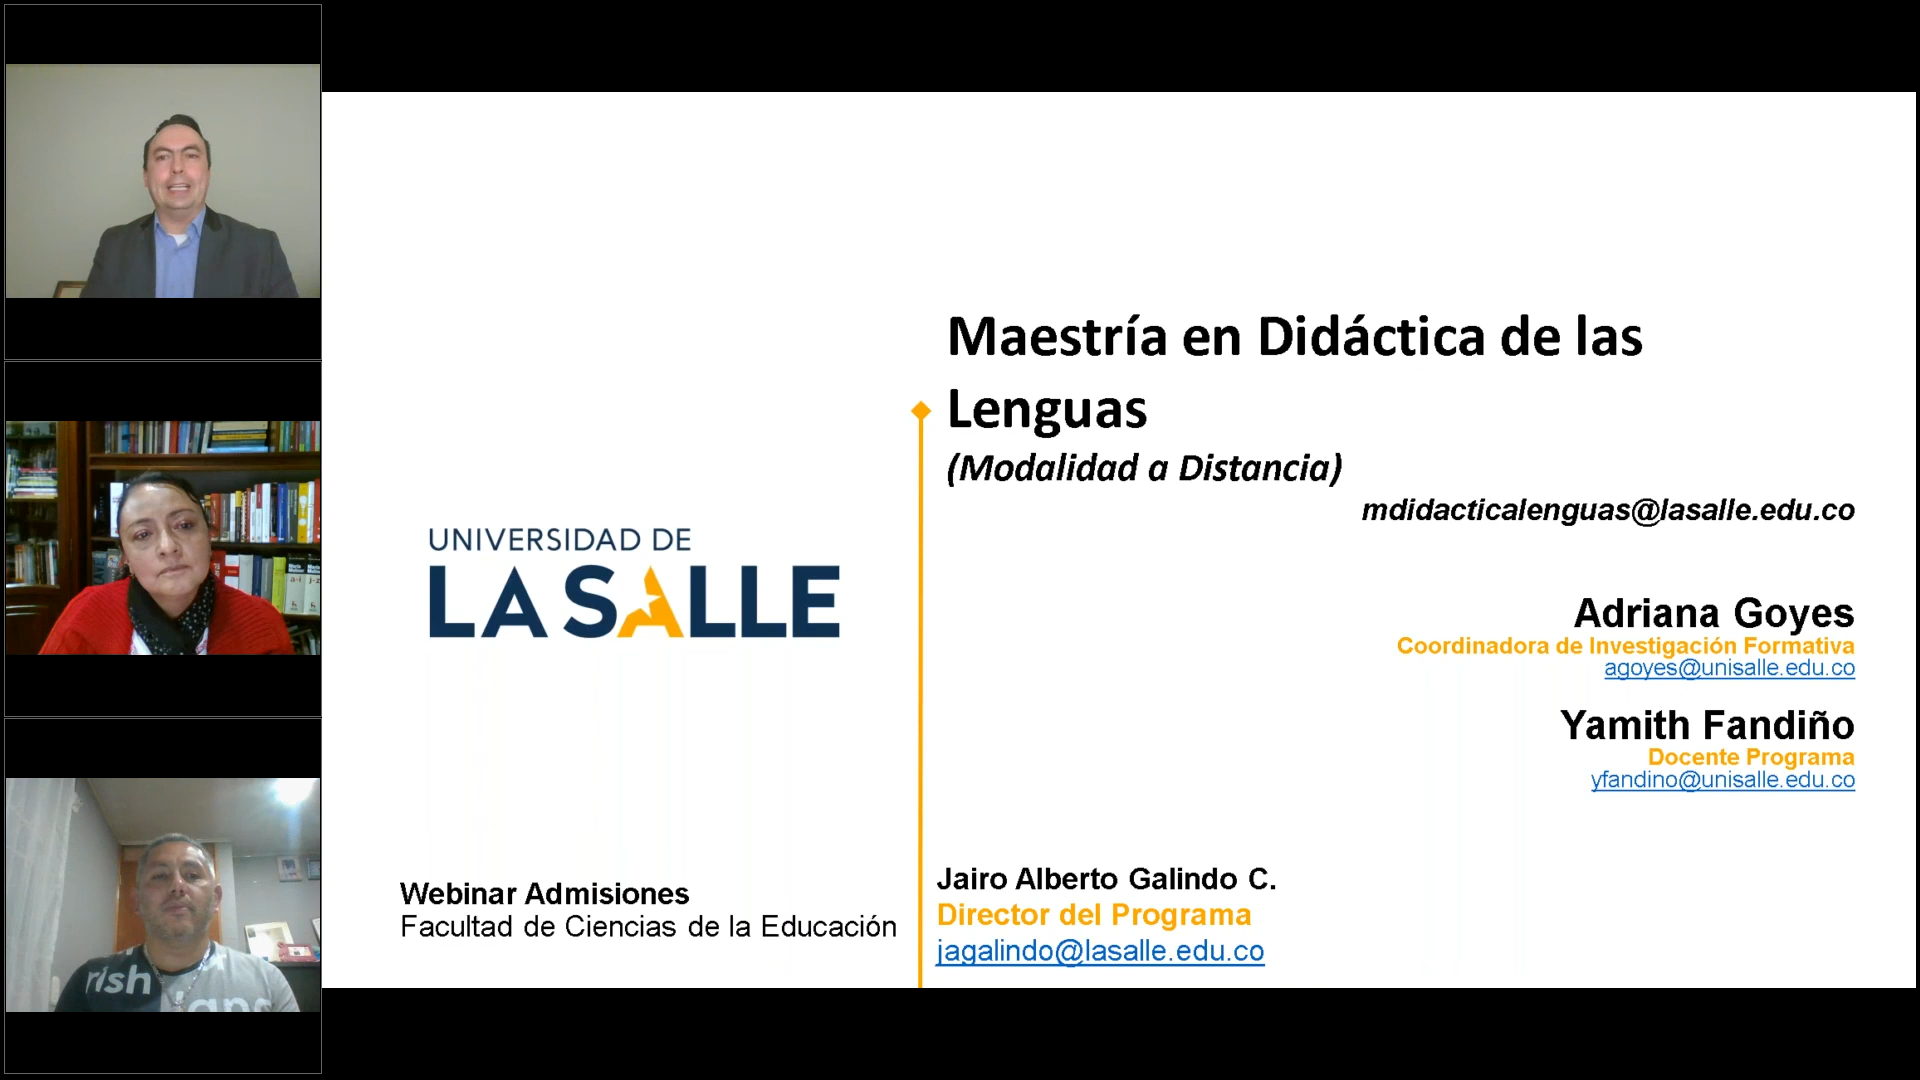 Maestría en Didáctica de las
Lenguas
(Modalidad a Distancia)
mdidacticalenguas@lasalle.edu.co
UNIVERSIDAD DE
LA SALLE
Adriana Goyes
Coordinadora de Investigación Formativa
agoyes@unisalle.edu.co
Yamith Fandiño
Docente Programa
yfandino@unisalle.edu.co
Webinar Admisiones
Facultad de Ciencias de la Educación
Jairo Alberto Galindo C.
Director del Programa
jagalindo@lasalle.edu.co